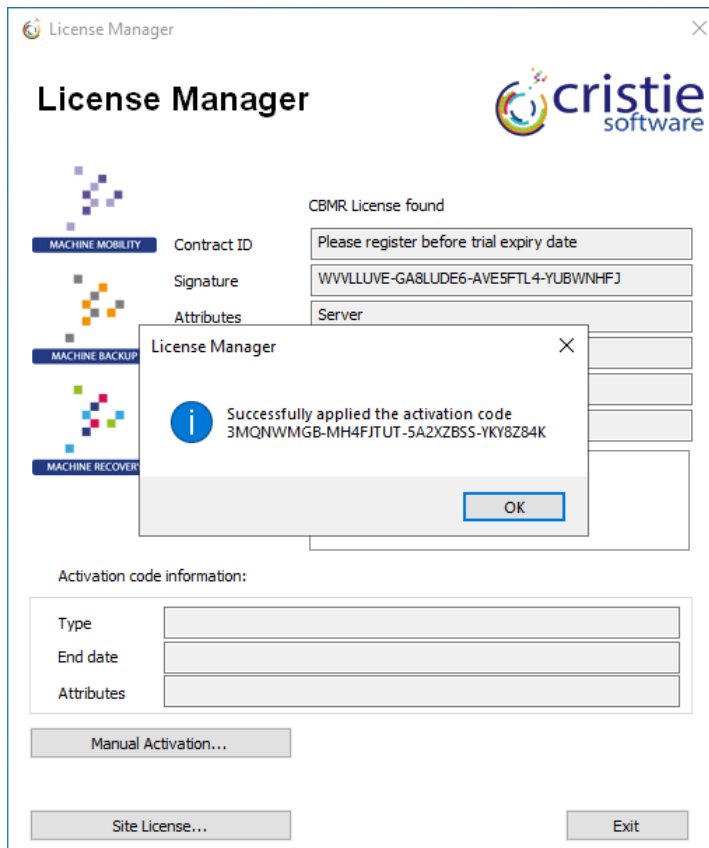 License Manager
License Manager
cristie
software
CBMR License found
MACHINE MOBILITY
Contract ID
Please register before trial expiry date
Signature
WVVLLUVE-GA8LUDE6-AVE5FTL4-YUBWNHFJ
Attributes
Server
MACHINE BACKUP
MACHINE RECOVERY
License Manager
Successfully applied the activation code
3MQNWMGB-MH4FJTUT-5A2XZBSS-YKY8Z84K
OK
Activation code information:
Type
End date
Attributes
Manual Activation...
Site License...
Exit